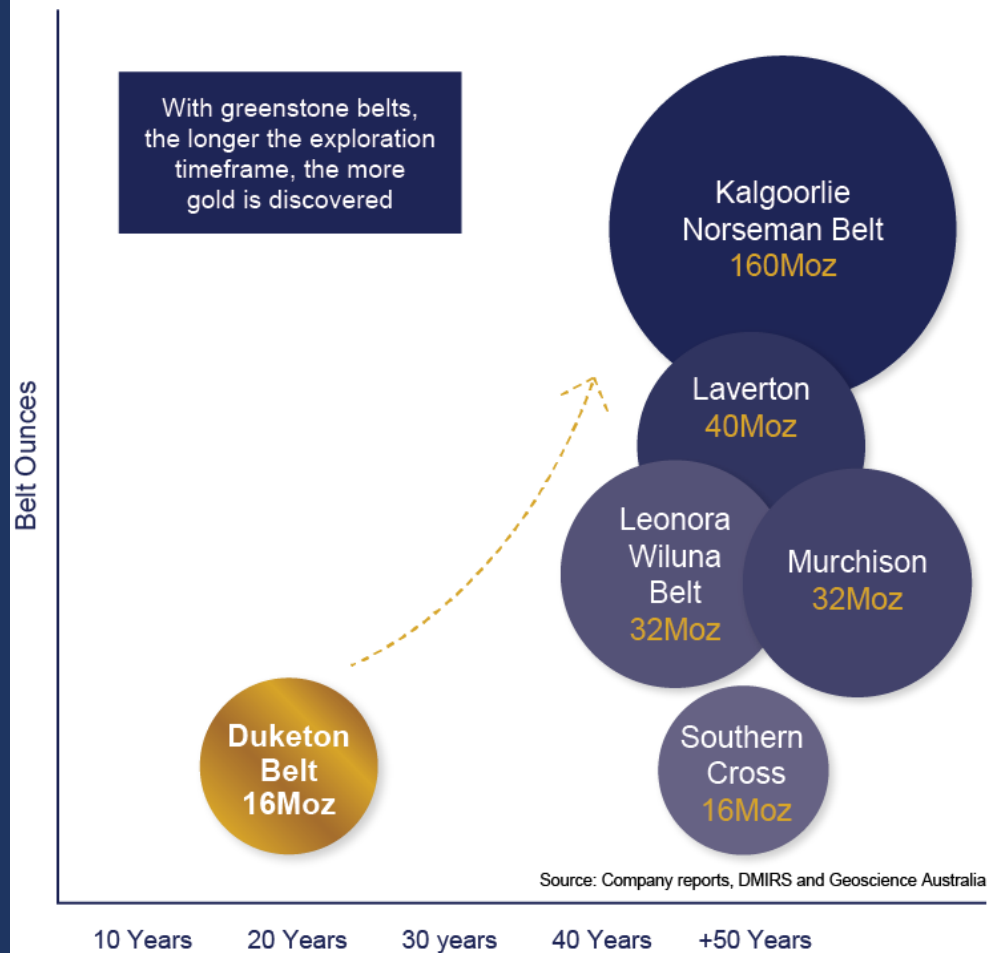 With greenstone belts,
the longer the exploration
timeframe, the more
gold is discovered
Kalgoorlie
Norseman Belt
160Moz
Laverton
40Moz
Leonora
Wiluna
Belt
32Moz
Murchison
32Moz
Duketon
Belt
16Moz
Southern
Cross
16Moz
Belt Ounces
Source: Company reports, DMIRS and Geoscience Australia
10 Years 20 Years 30 years 40 Years +50 Years